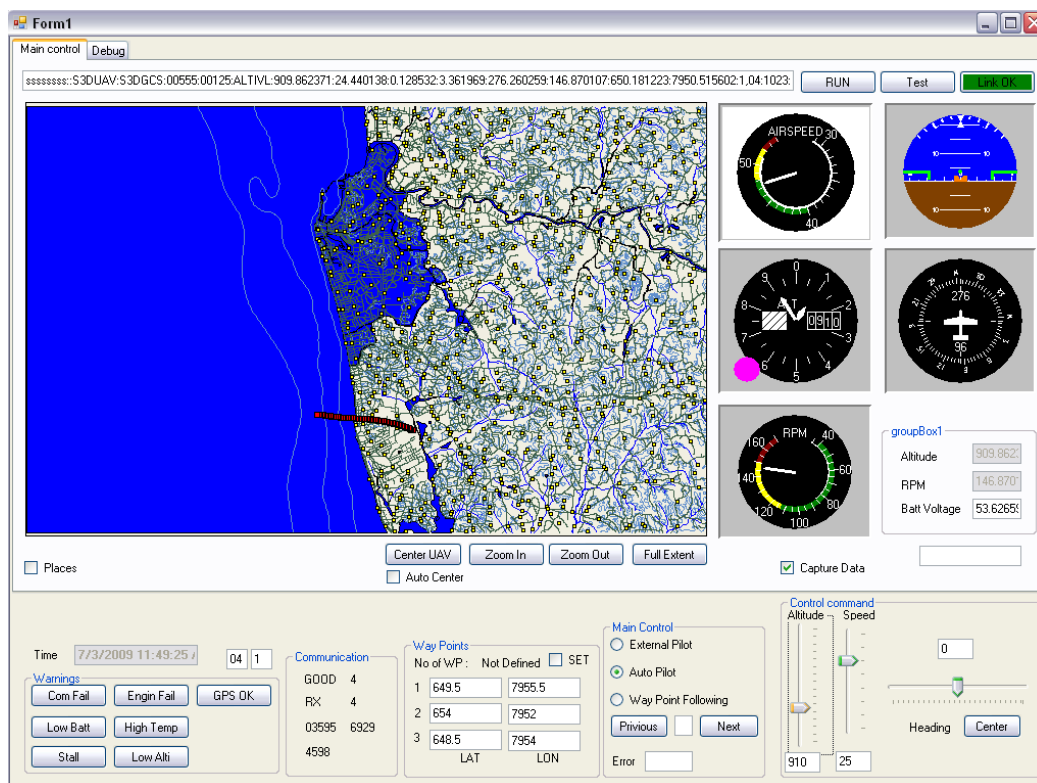 Form1
Main control Debug
ssssssss::S3DUAV:S3DGCS:00555:00125:ALTIVL:909.862371:24.440138:0.128532:3.361969:276.260259:146.870107:650.181223:7950.515602:1,04:1023:
RUN Test Link OK
AIRSPEED
30
50
40
10 10
10 10
0
9
8
7
6
5
4
3
2
1
ALT
0910
276
96
RPM
160
140
120
100
80
60
40
groupBox1
Altitude 909.862
RPM 146.870
Batt Voltage 53.6265
Center UAV Zoom In Zoom Out Full Extent
Places
Auto Center
Capture Data
Time 7/3/2009 11:49:25 04 1
Warnings
Com Fail Engin Fail GPS OK
Low Batt High Temp
Stall Low Alti
Communication
GOOD 4
RX 4
03595 6929
4598
Way Points
No of WP : Not Defined SET
1 649.5 7955.5
2 654 7952
3 648.5 7954
LAT LON
Main Control
External Pilot
Auto Pilot
Way Point Following
Privious Next
Error
Control command
Altitude Speed
910 25
0
Heading Center